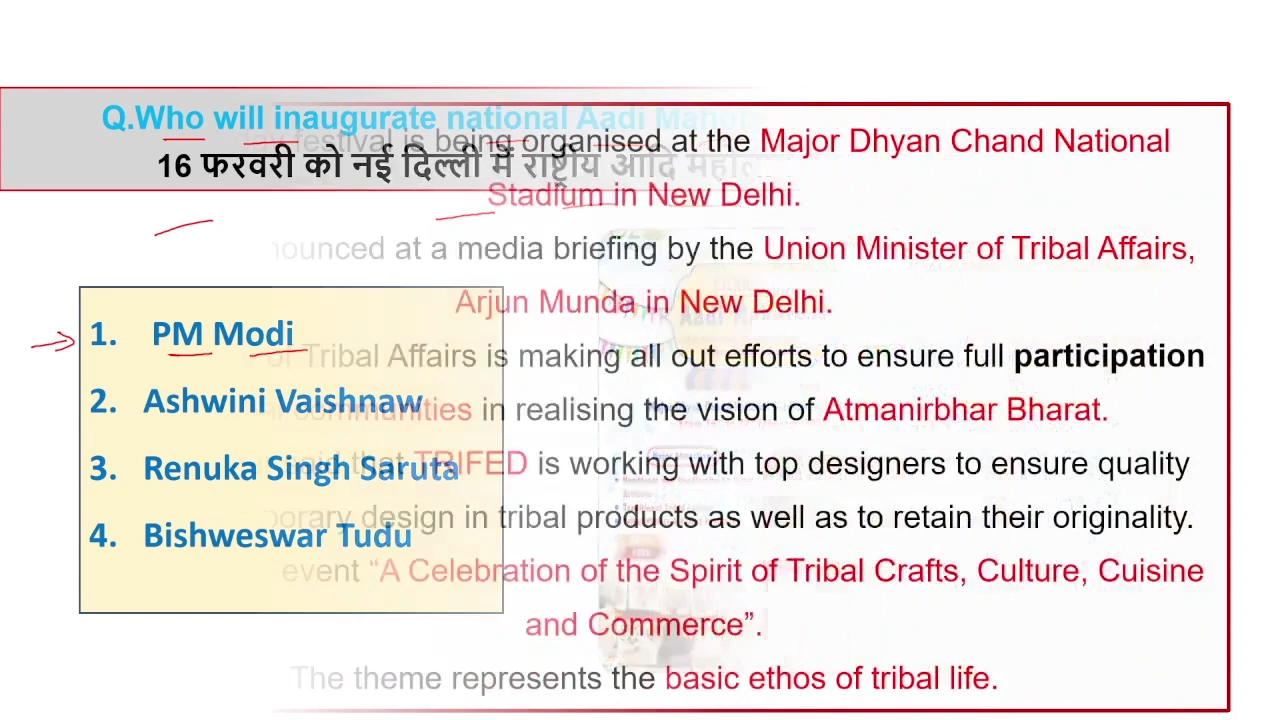 Q.Who will inaugurate national Aadi
16 फरवरी को नई दिल्ली में राष्ट्रीय आदि
festival is being organised at the Major Dhyan Chand National
Stadium in New Delhi.
at a media briefing by the Union Minister of Tribal Affairs,
Arjun Munda in New Delhi.
Tribal Affairs is making all out efforts to ensure full participation
communities in realising the vision of Atmanirbhar Bharat.
that TRIFED is working with top designers to ensure quality
design in tribal products as well as to retain their originality.
event “A Celebration of the Spirit of Tribal Crafts, Culture, Cuisine
and Commerce”.
The theme represents the basic ethos of tribal life.
1. PM Modi
2. Ashwini Vaishnaw
3. Renuka Singh Saruta
4. Bishweswar Tudu